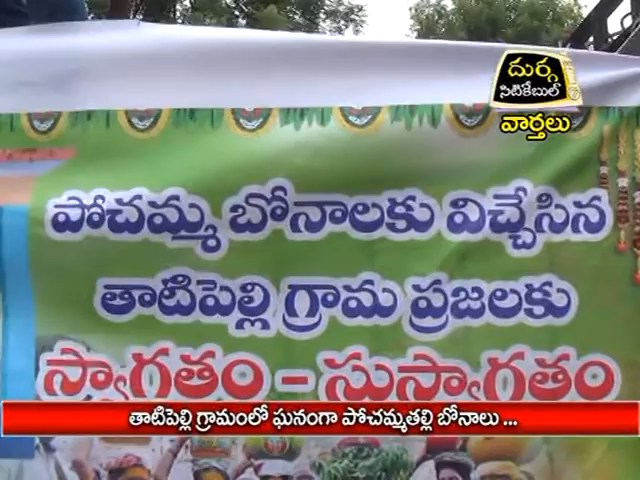 దుర్గ
సిటికేబుల్
వార్తలు
పోచమ్మ బోనాలకు విచ్చేసిన
తాటిపెల్లి గ్రామ ప్రజలకు
స్వాగతం - సుస్వాగతం
తాటిపెల్లి గ్రామంలో ఘనంగా పోచమ్మతల్లి బోనాలు ...